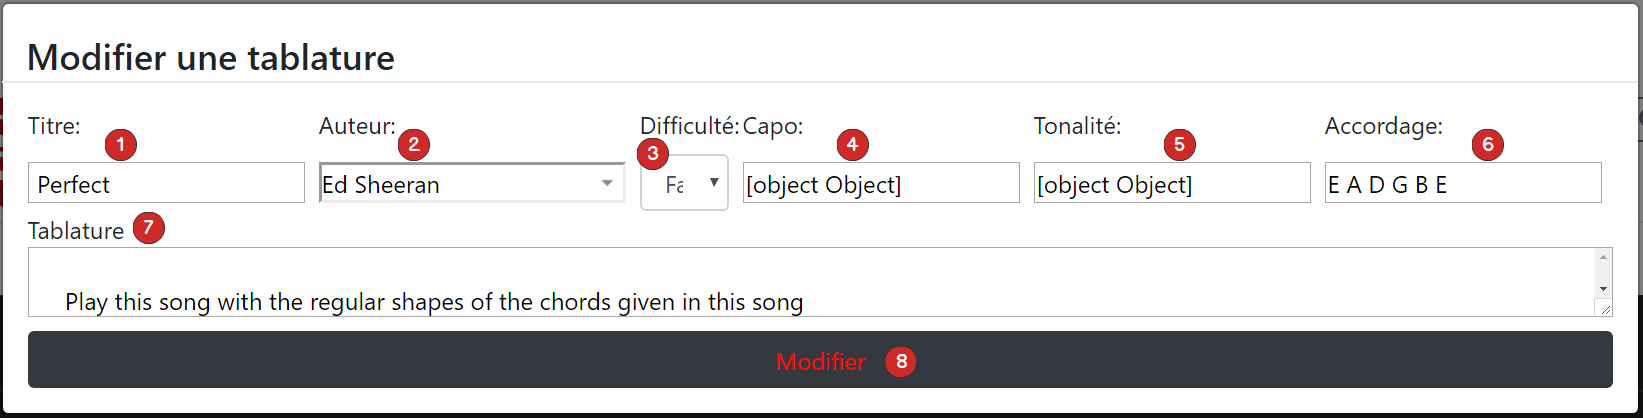 Modifier une tablature
Titre: 1 Auteur: 2 Difficulté: 3 Capo: 4 Tonalité: 5 Accordage: 6
Perfect Ed Sheeran Fa [object Object] [object Object] E A D G B E
Tablature 7
Play this song with the regular shapes of the chords given in this song
Modifier 8